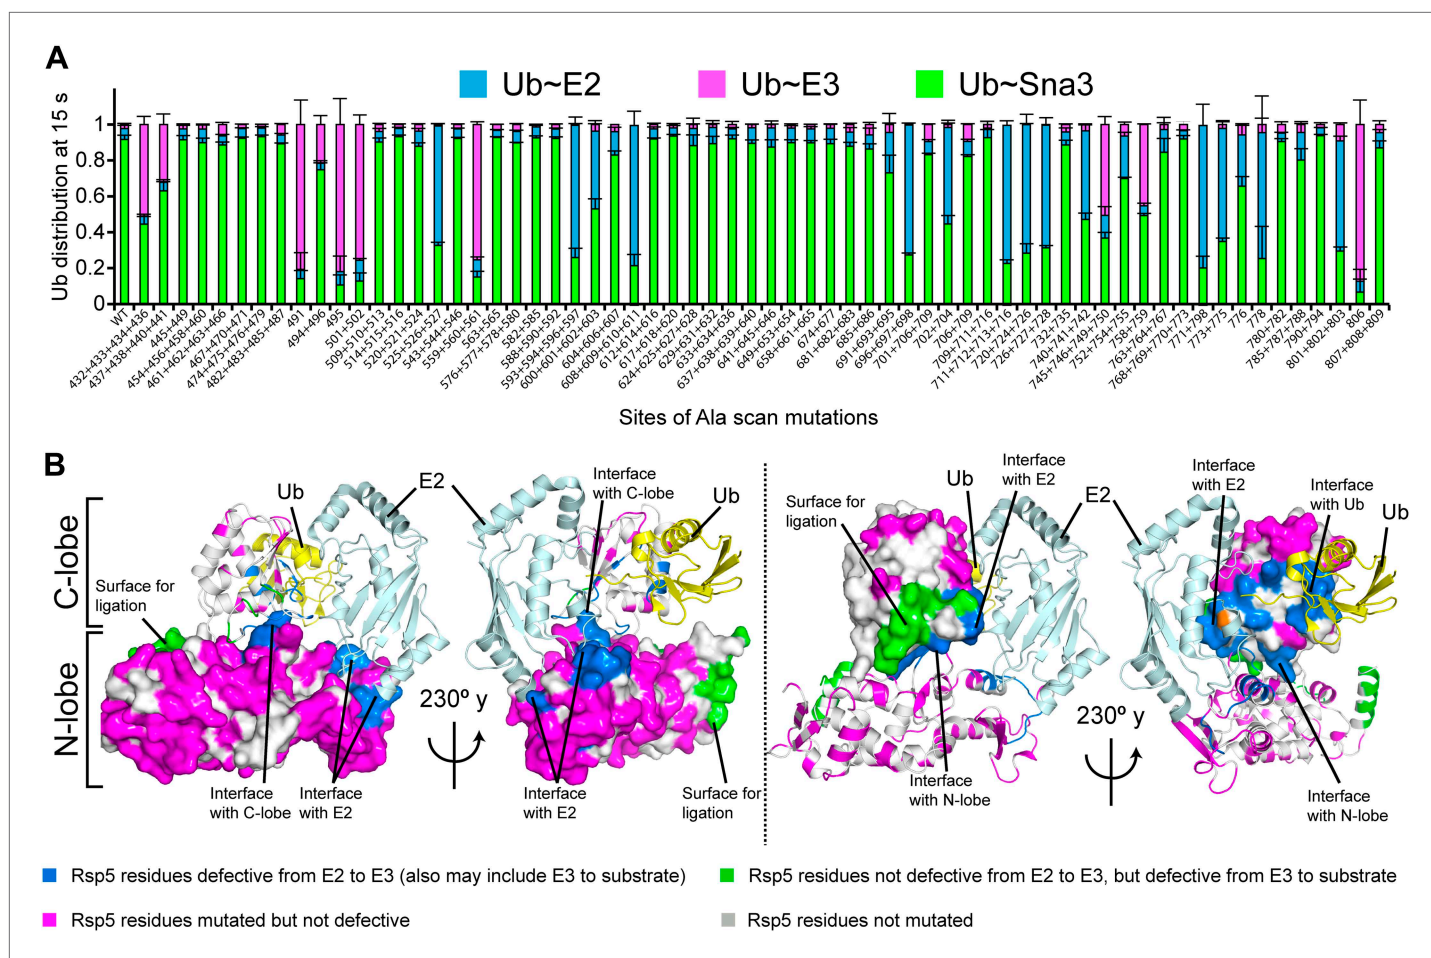 A
Ub~E2 Ub~E3 Ub~Sna3
Ub distribution at 15 s
1
0.8
0.6
0.4
0.2
0
WT
432+433+434+436
437+438+440+441
445+449
454+456+458+460
461+462+463+466
467+470+471
474+475+476+479
482+483+485+487
491
494+496
495
501+502
509+510+513
514+515+516
520+521+524
525+526+527
543+544+546
559+560+561
563+565
576+577+578+580
582+585
588+590+592
593+594+596+597
600+601+602+603
604+606+607
608+609+610+611
612+614+616
617+618+620
624+625+627+628
629+631+632
633+634+636
637+638+639+640
641+645+646
649+653+654
658+661+665
674+677
681+682+683
685+686
691+693+695
696+697+698
701+706+709
702+704
706+709
709+711+716
711+712+713+716
720+724+726
726+727+728
732+735
740+741+742
745+746+749+750
752+754+755
758+759
763+764+767
768+769+770+773
771+798
773+775
776
778
780+782
785+787+788
790+794
801+802+803
806
807+808+809
Sites of Ala scan mutations
B
C-lobe
N-lobe
Ub
E2
Surface for
ligation
Interface
with C-lobe
Interface
with E2
230º y
Interface
with C-lobe
Ub
Interface
with E2
Surface for
ligation
Surface for
ligation
Ub
Interface
with E2
E2
Interface
with N-lobe
230º y
Interface
with E2
Interface
with Ub
Ub
Interface
with N-lobe
Rsp5 residues defective from E2 to E3 (also may include E3 to substrate)
Rsp5 residues not defective from E2 to E3, but defective from E3 to substrate
Rsp5 residues mutated but not defective
Rsp5 residues not mutated